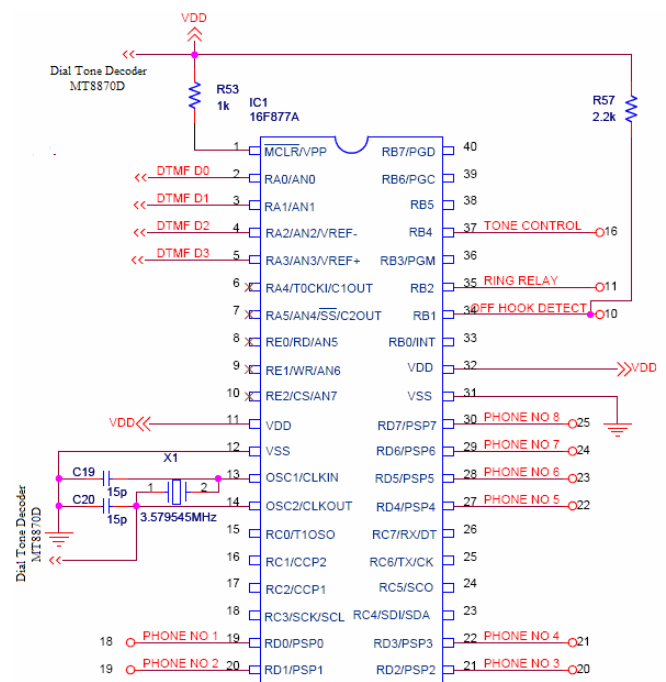 VDD
Dial Tone Decoder
MT8870D
R53
1k
IC1
16F877A
R57
2.2k
1 MCLR/VPP RB7/PGD 40
DTMF D0 2 RA0/AN0 RB6/PGC 39
DTMF D1 3 RA1/AN1 RB5 38
DTMF D2 4 RA2/AN2/VREF- RB4 37 TONE CONTROL 16
DTMF D3 5 RA3/AN3/VREF+ RB3/PGM 36
6 RA4/T0CKI/C1OUT RB2 35 RING RELAY 11
7 RA5/AN4/SS/C2OUT RB1 34 OFF HOOK DETECT 10
8 RE0/RD/AN5 RB0/INT 33
9 RE1/WR/AN6 VDD 32 VDD
10 RE2/CS/AN7 VSS 31
VDD 11 VDD RD7/PSP7 30 PHONE NO 8 25
12 VSS RD6/PSP6 29 PHONE NO 7 24
C19 15p X1 1 2 13 OSC1/CLKIN RD5/PSP5 28 PHONE NO 6 23
C20 15p 14 OSC2/CLKOUT RD4/PSP4 27 PHONE NO 5 22
3.579545MHz
15 RC0/T1OSO RC7/RX/DT 26
16 RC1/CCP2 RC6/TX/CK 25
17 RC2/CCP1 RC5/SCO 24
18 RC3/SCK/SCL RC4/SDI/SDA 23
18 PHONE NO 1 19 RD0/PSP0 RD3/PSP3 22 PHONE NO 4 21
19 PHONE NO 2 20 RD1/PSP1 RD2/PSP2 21 PHONE NO 3 20
Dial Tone Decoder
MT8870D